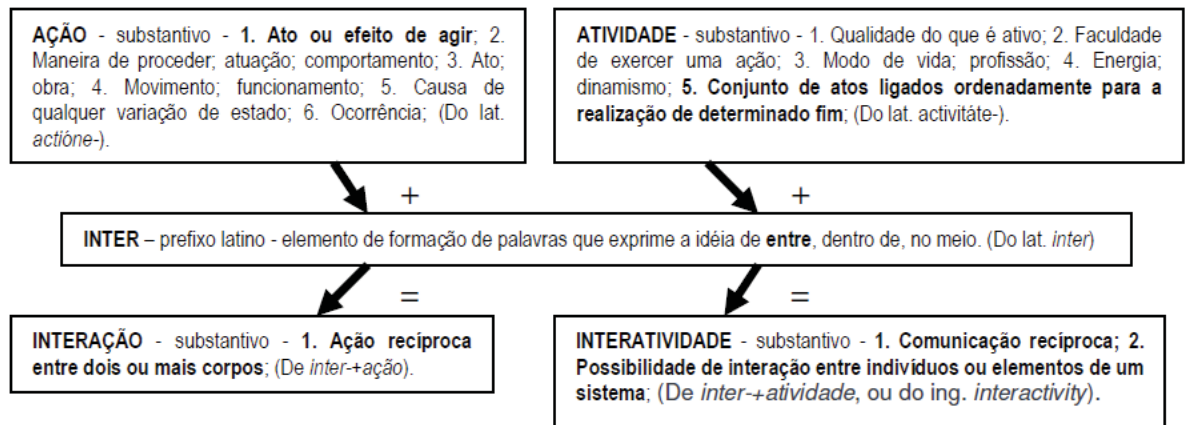 AÇÃO - substantivo - 1. Ato ou efeito de agir; 2.
Maneira de proceder; atuação; comportamento; 3. Ato;
obra; 4. Movimento; funcionamento; 5. Causa de
qualquer variação de estado; 6. Ocorrência; (Do lat.
actióne-).
ATIVIDADE - substantivo - 1. Qualidade do que é ativo; 2. Faculdade
de exercer uma ação; 3. Modo de vida; profissão; 4. Energia;
dinamismo; 5. Conjunto de atos ligados ordenadamente para a
realização de determinado fim; (Do lat. activitáte-).
+
+
INTER – prefixo latino - elemento de formação de palavras que exprime a idéia de entre, dentro de, no meio. (Do lat. inter)
=
=
INTERAÇÃO - substantivo - 1. Ação recíproca
entre dois ou mais corpos; (De inter-+ação).
INTERATIVIDADE - substantivo - 1. Comunicação recíproca; 2.
Possibilidade de interação entre indivíduos ou elementos de um
sistema; (De inter-+atividade, ou do ing. interactivity).